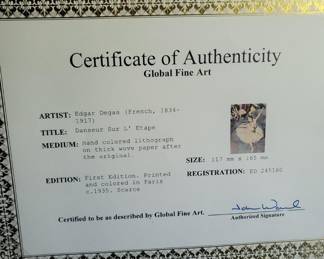 Certificate of Authenticity
Global Fine Art
ARTIST: Edgar Degas (French, 1834-
1917)
TITLE: Danseur Sur L' Etape
MEDIUM: Hand colored lithograph
on thick wove paper after
the original.
SIZE: 117 mm x 165 mm
EDITION: First Edition. Printed
and colored in Paris
c.1935. Scarce
REGISTRATION: ED 245160
Certified to be as described by Global Fine Art.
Authorized Signature